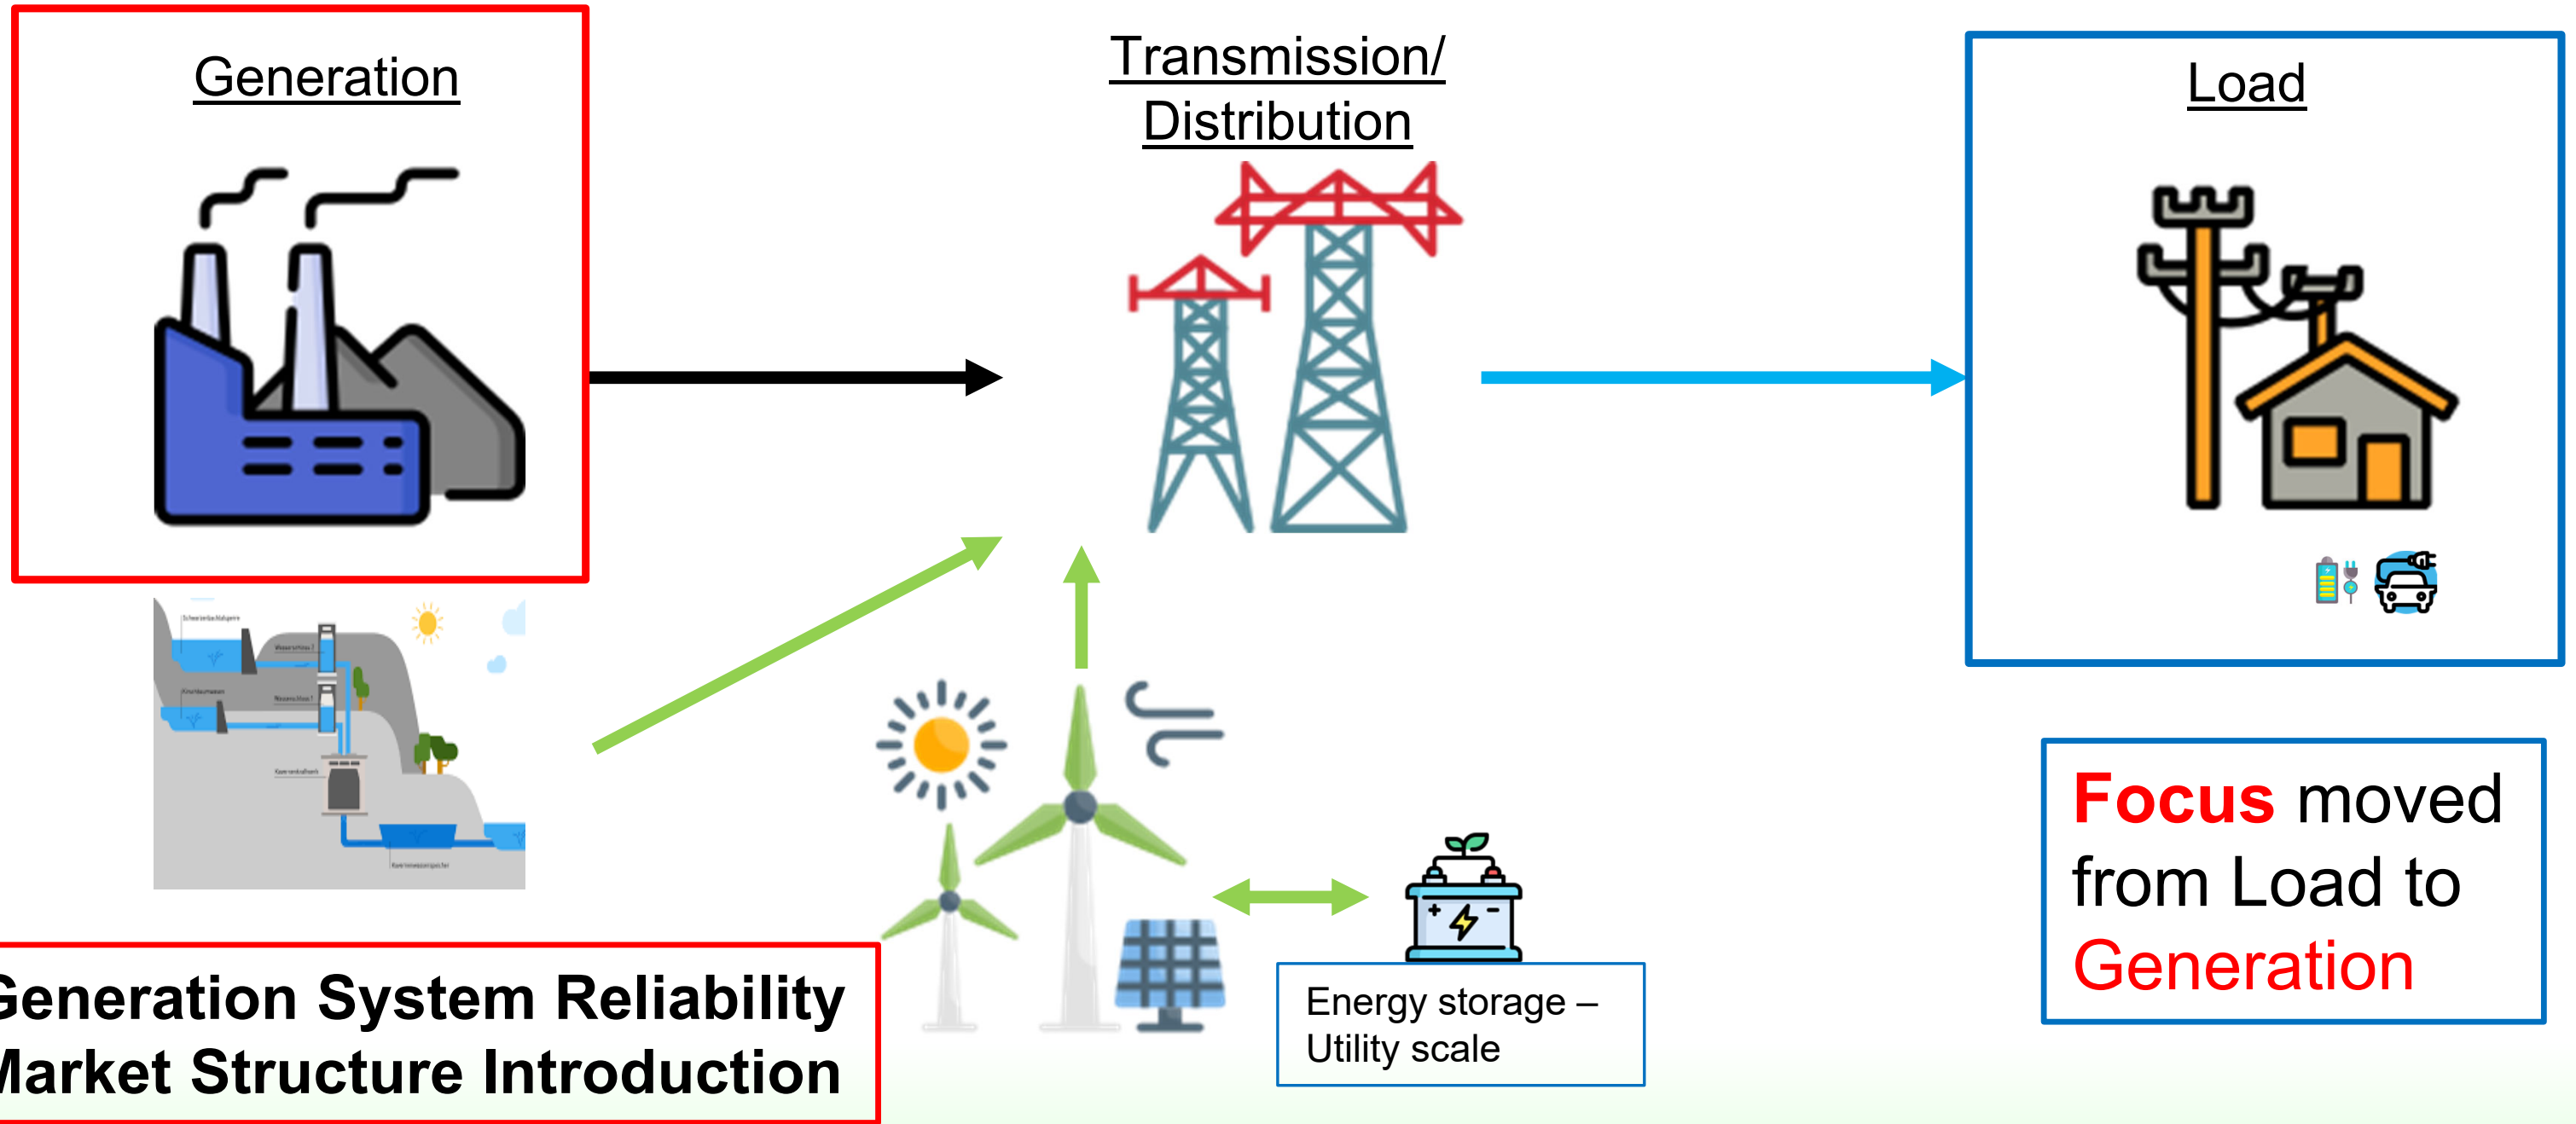 Generation
Transmission/
Distribution
Load
Focus moved
from Load to
Generation
Energy storage –
Utility scale
Generation System Reliability
Market Structure Introduction